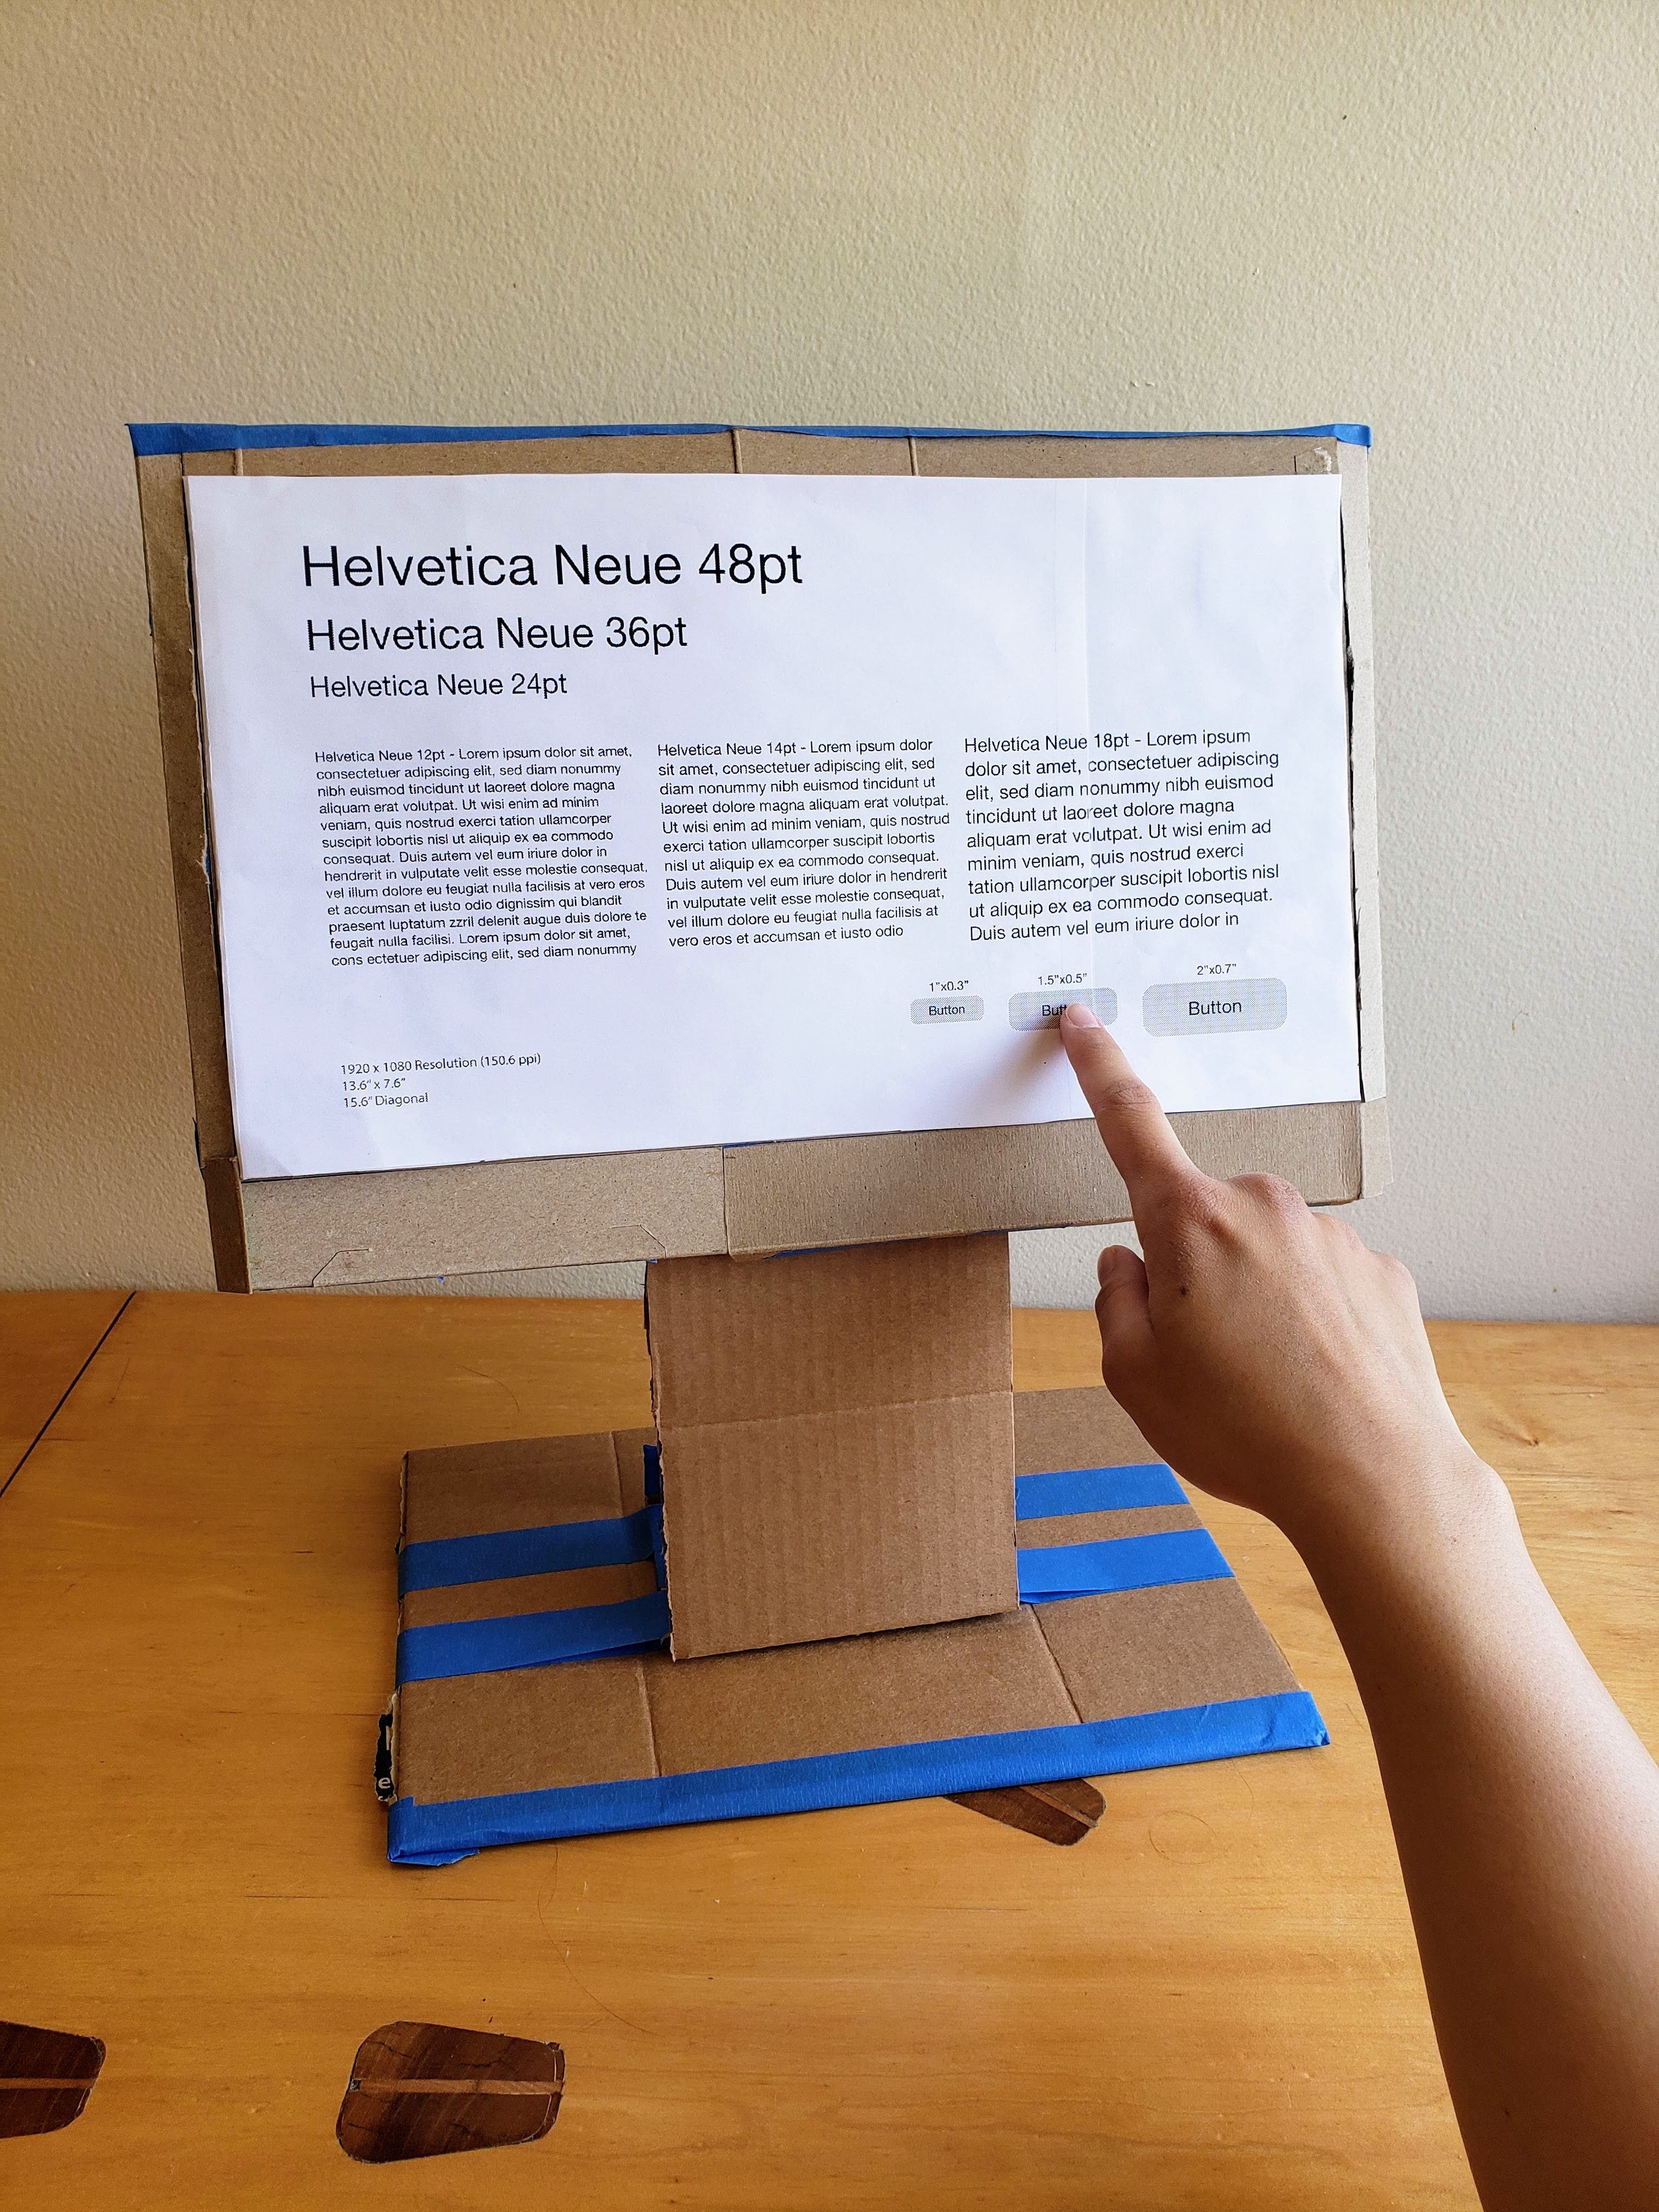 Helvetica Neue 48pt
Helvetica Neue 36pt
Helvetica Neue 24pt
Helvetica Neue 12pt - Lorem ipsum dolor sit amet,
consectetuer adipiscing elit, sed diam nonummy
nibh euismod tincidunt ut laoreet dolore magna
aliquam erat volutpat. Ut wisi enim ad minim
veniam, quis nostrud exerci tation ullamcorper
suscipit lobortis nisl ut aliquip ex ea commodo
consequat. Duis autem vel eum iriure dolor in
hendrerit in vulputate velit esse molestie consequat,
vel illum dolore eu feugiat nulla facilisis at vero eros
et accumsan et iusto odio dignissim qui blandit
praesent luptatum zzril delenit augue duis dolore te
feugait nulla facilisi. Lorem ipsum dolor sit amet,
cons ectetuer adipiscing elit, sed diam nonummy
Helvetica Neue 14pt - Lorem ipsum dolor
sit amet, consectetuer adipiscing elit, sed
diam nonummy nibh euismod tincidunt ut
laoreet dolore magna aliquam erat volutpat.
Ut wisi enim ad minim veniam, quis nostrud
exerci tation ullamcorper suscipit lobortis
nisl ut aliquip ex ea commodo consequat.
Duis autem vel eum iriure dolor in hendrerit
in vulputate velit esse molestie consequat,
vel illum dolore eu feugiat nulla facilisis at
vero eros et accumsan et iusto odio
Helvetica Neue 18pt - Lorem ipsum
dolor sit amet, consectetuer adipiscing
elit, sed diam nonummy nibh euismod
tincidunt ut laoreet dolore magna
aliquam erat volutpat. Ut wisi enim ad
minim veniam, quis nostrud exerci
tation ullamcorper suscipit lobortis nisl
ut aliquip ex ea commodo consequat.
Duis autem vel eum iriure dolor in
1"x0.3"
Button
1.5"x0.5"
2"x0.7"
Button
1920 x 1080 Resolution (150.6 ppi)
13.6" x 7.6"
15.6" Diagonal